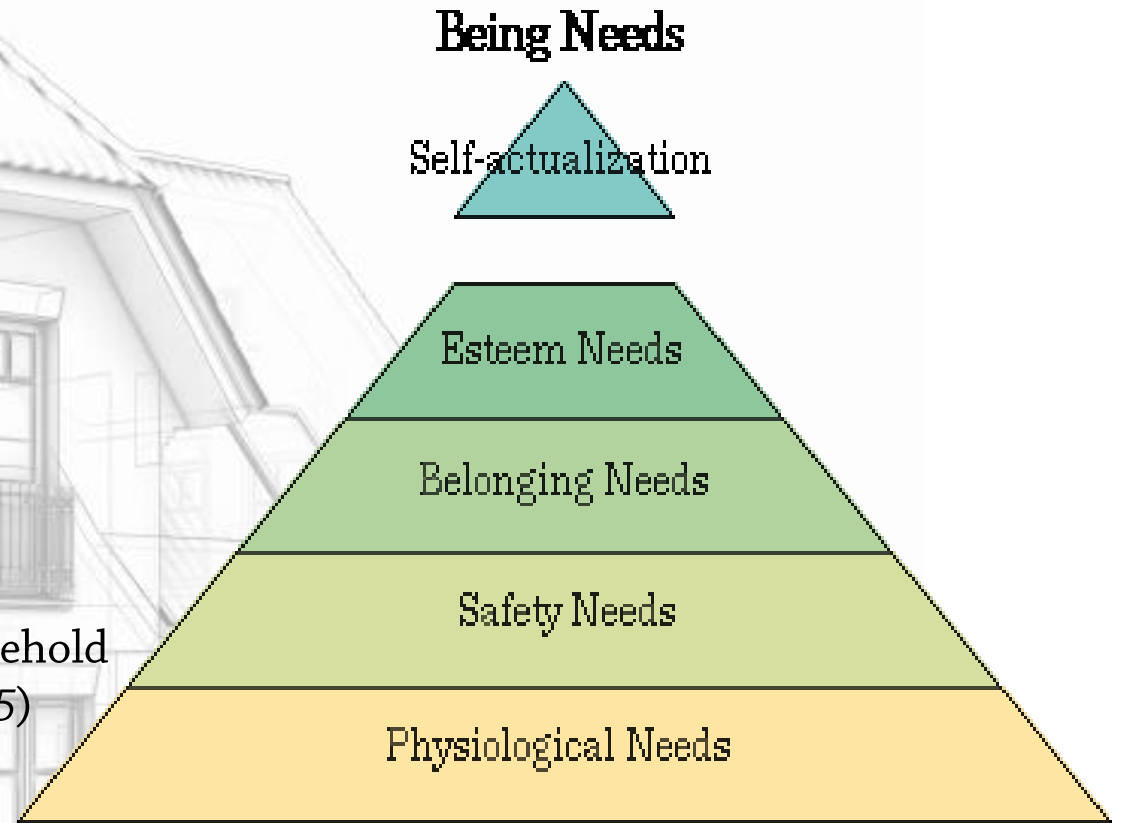 Being Needs
Self-actualization
Esteem Needs
Belonging Needs
Safety Needs
ehold
5)
Physiological Needs